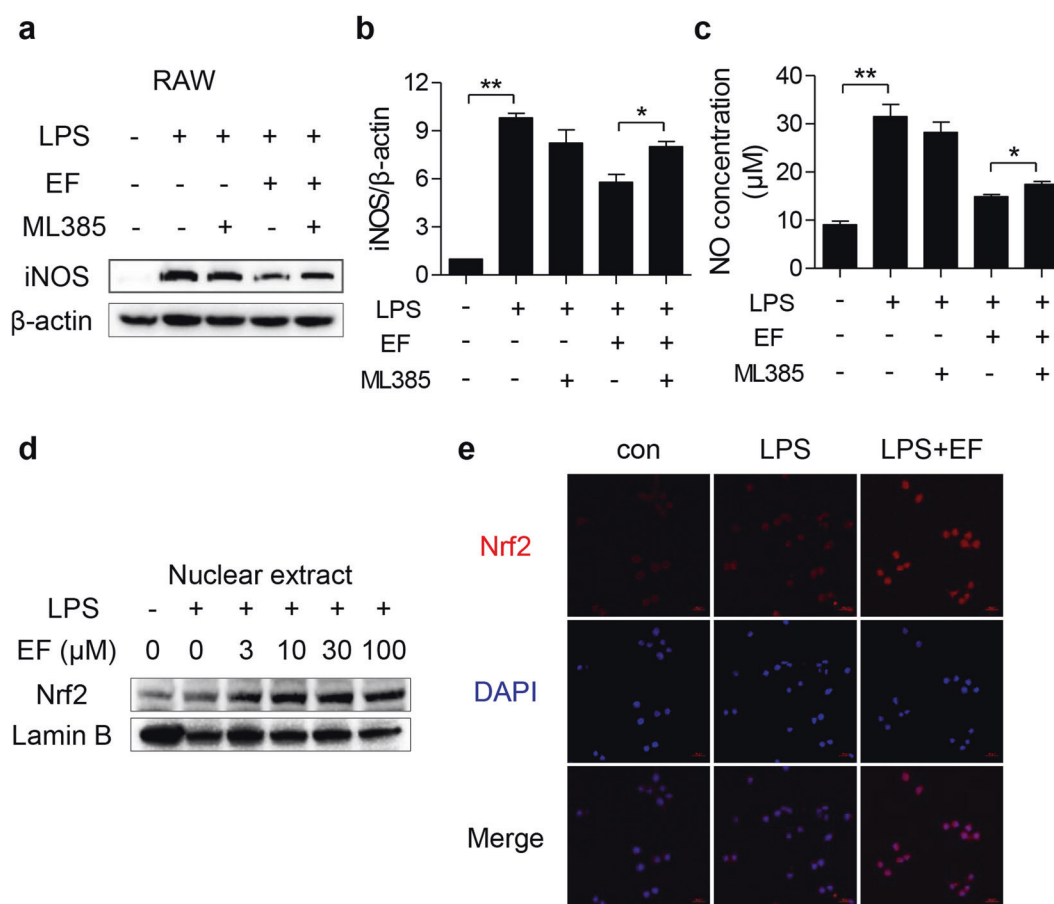 a
RAW
LPS - + + + +
EF - - - + +
ML385 - - + - +
iNOS
β-actin
b
iNOS/β-actin
12
9
6
3
0
**
*
LPS - + + + +
EF - - - + +
ML385 - - + - +
c
NO concentration
(μM)
40
30
20
10
0
**
*
LPS - + + + +
EF - - - + +
ML385 - - + - +
d
Nuclear extract
LPS - + + + + +
EF (μM) 0 0 3 10 30 100
Nrf2
Lamin B
e
con LPS LPS+EF
Nrf2
DAPI
Merge